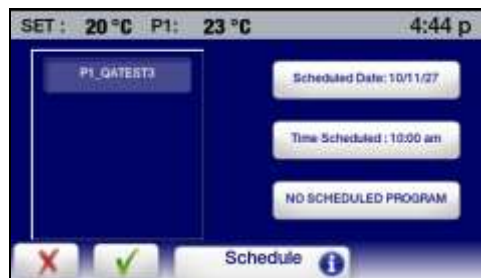 SET: 20 °C P1: 23 °C 4:44 p
P1_QATEST3
Scheduled Date: 10/11/27
Time Scheduled : 10:00 am
NO SCHEDULED PROGRAM
Schedule